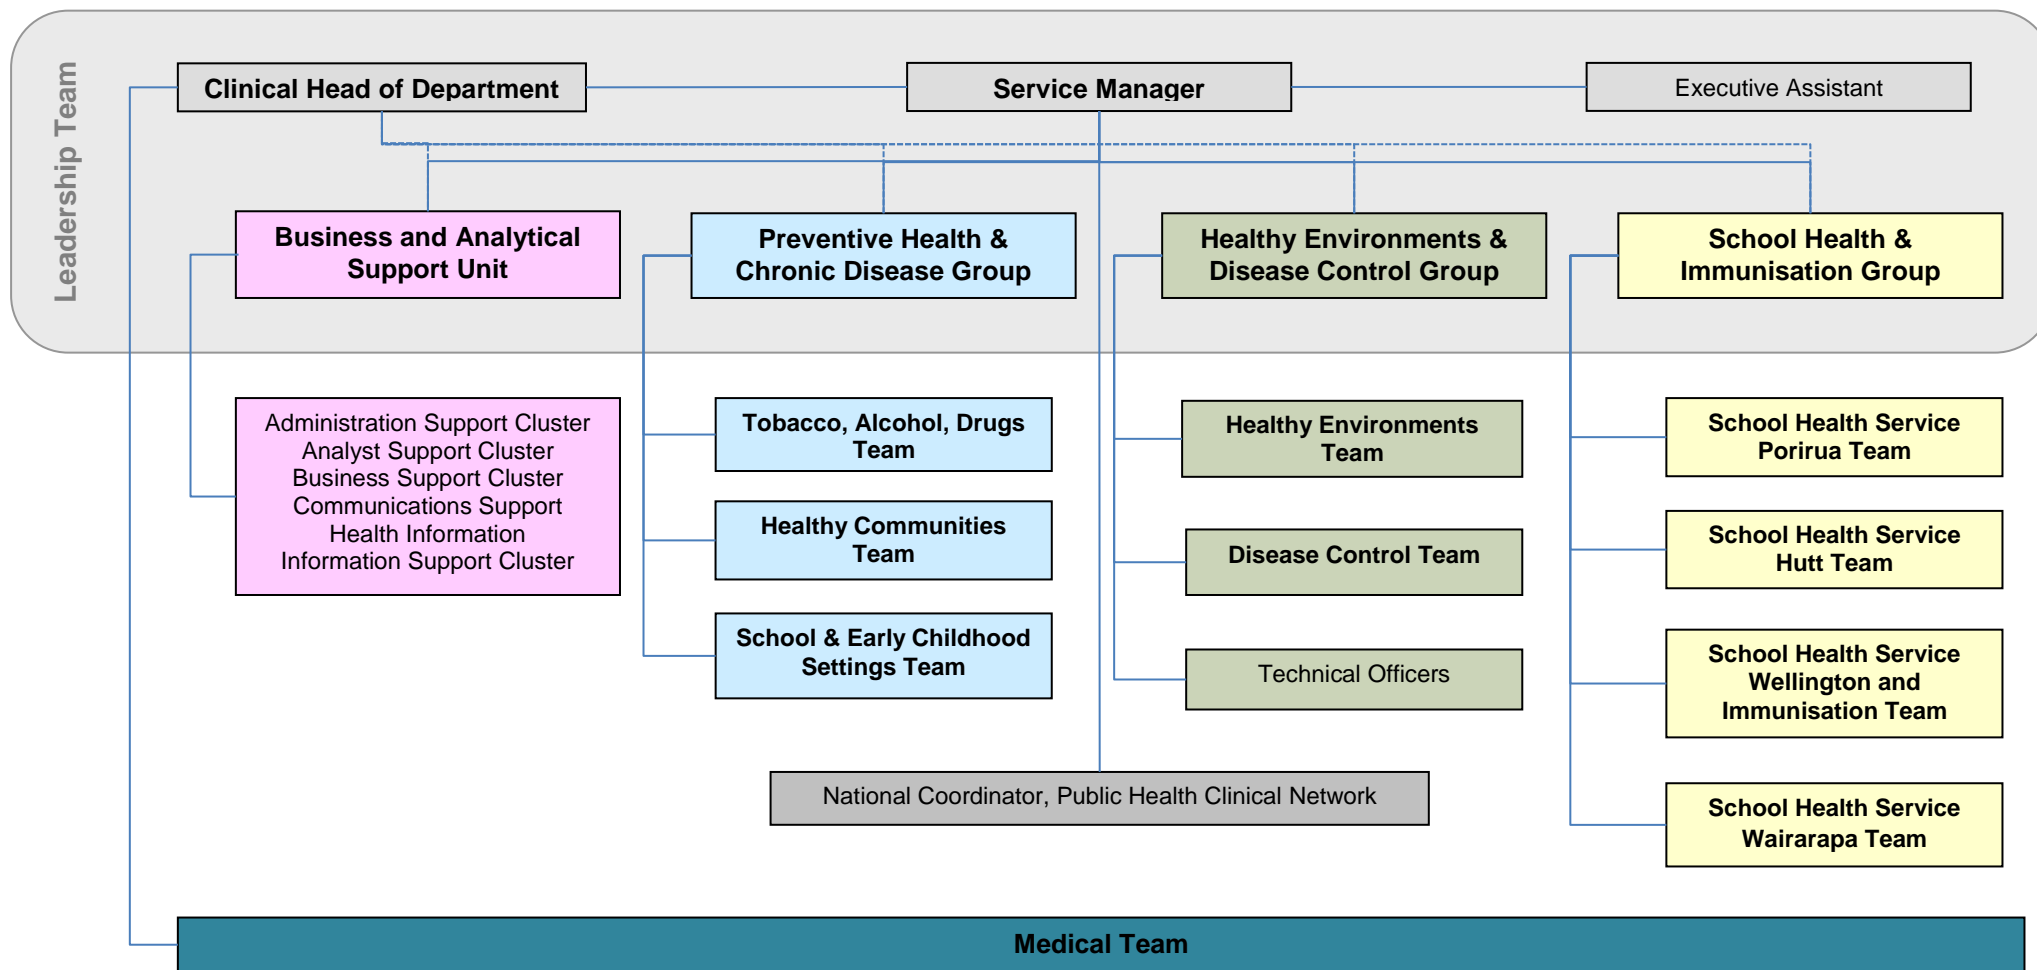 Leadership Team
Clinical Head of Department
Service Manager
Executive Assistant
Business and Analytical
Support Unit
Preventive Health &
Chronic Disease Group
Healthy Environments &
Disease Control Group
School Health &
Immunisation Group
Administration Support Cluster
Analyst Support Cluster
Business Support Cluster
Communications Support
Health Information
Information Support Cluster
Tobacco, Alcohol, Drugs
Team
Healthy Communities
Team
School & Early Childhood
Settings Team
Healthy Environments
Team
Disease Control Team
Technical Officers
School Health Service
Porirua Team
School Health Service
Hutt Team
School Health Service
Wellington and
Immunisation Team
School Health Service
Wairarapa Team
National Coordinator, Public Health Clinical Network
Medical Team